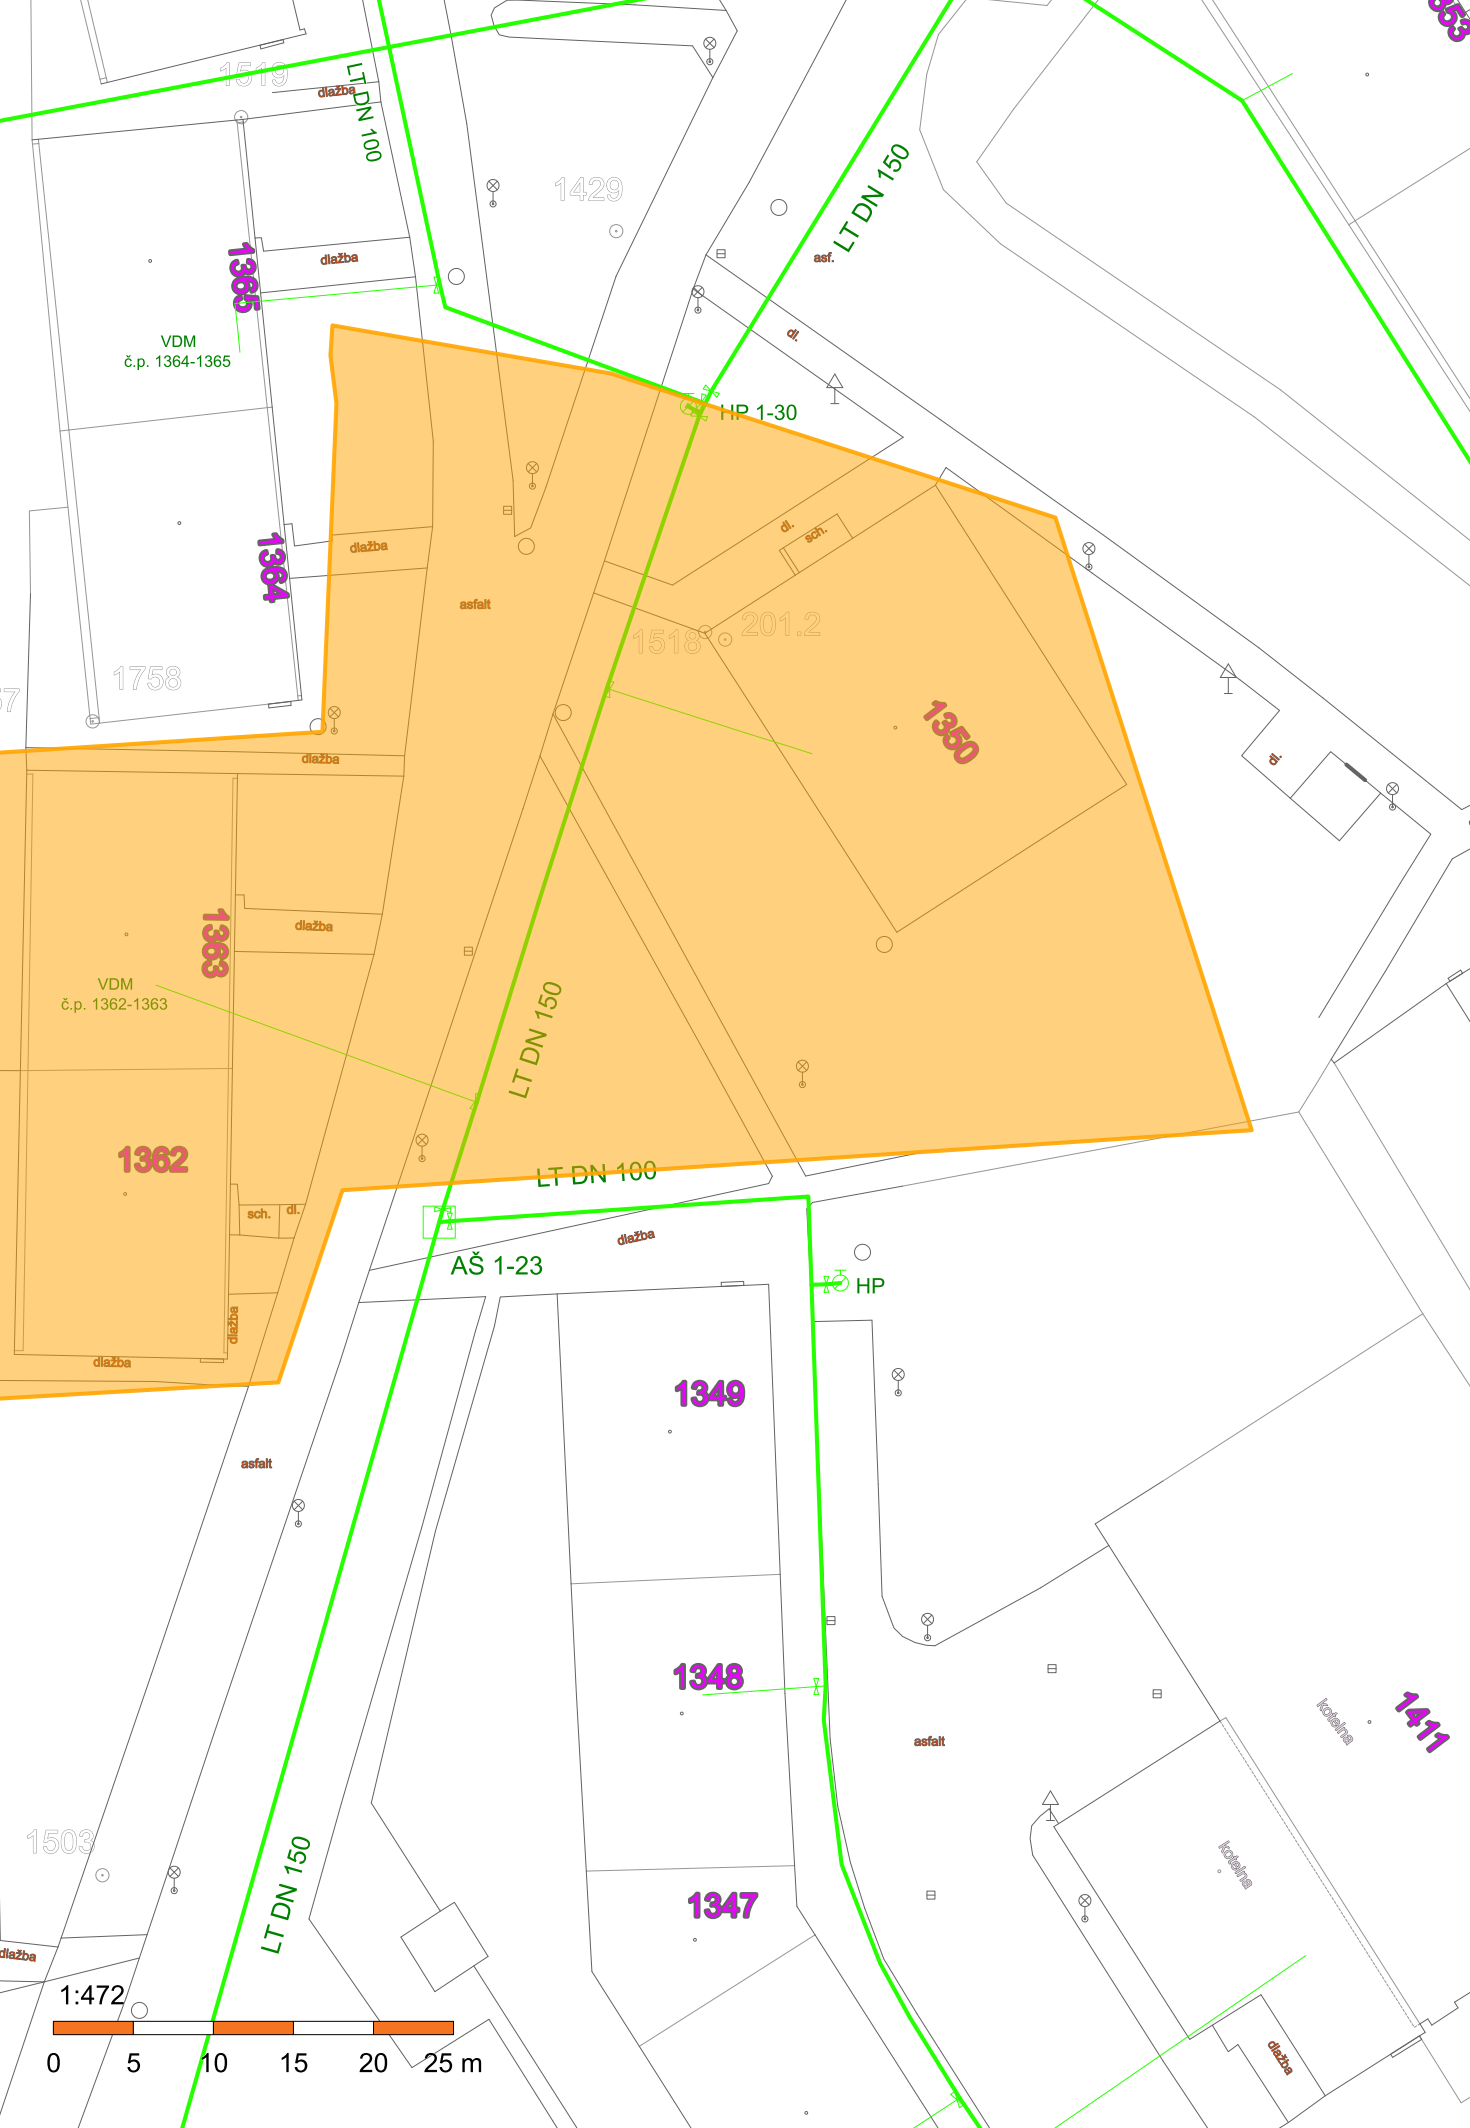 1353
1519
dlažba
LT DN 100
1429
LT DN 150
1365
dlažba
asf.
VDM
č.p. 1364-1365
dl.
HP 1-30
1364
dlažba
dl.
sch.
asfalt
1518
201.2
1758
57
1350
dlažba
dl.
1363
dlažba
VDM
č.p. 1362-1363
LT DN 150
1362
LT DN 100
sch.
dl.
dlažba
AŠ 1-23
HP
dlažba
dlažba
1349
asfalt
1348
kotelna
1411
asfalt
1503
LT DN 150
kotelna
1347
dlažba
1:472
dlažba
0 5 10 15 20 25 m